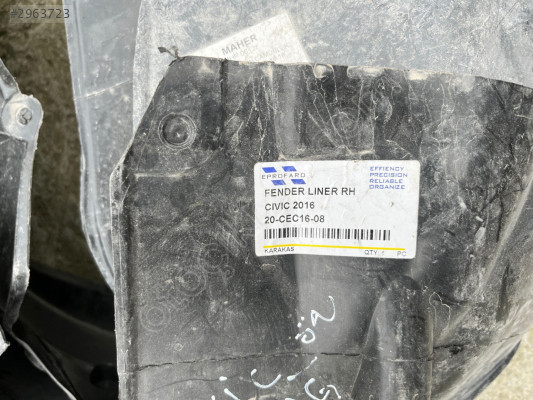 #2963723
MAHER
EPROFARD
EFFIENCY
PRECISION
RELIABLE
ORGANIZE
FENDER LINER RH
CIVIC 2016
20-CEC16-08
KARAKAS QTY: 1 PC
ön